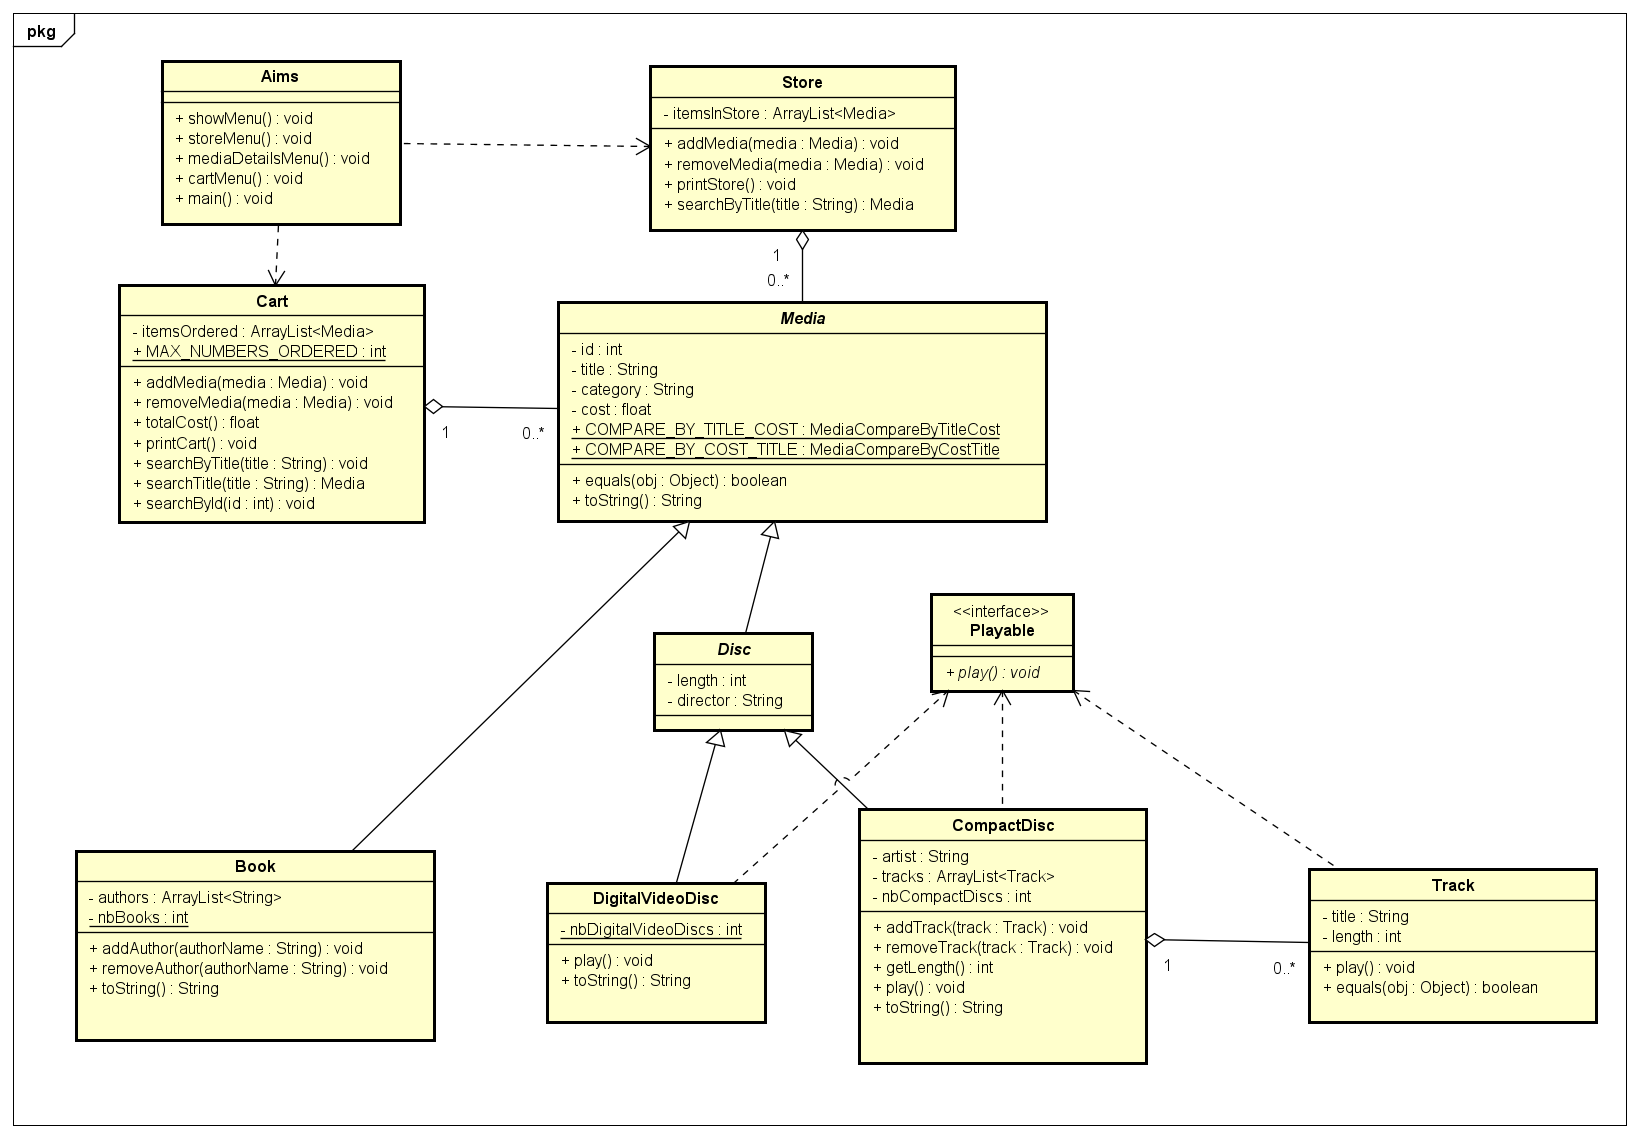 pkg
Aims
+ showMenu() : void
+ storeMenu() : void
+ mediaDetailsMenu() : void
+ cartMenu() : void
+ main() : void
Store
- itemsInStore : ArrayList<Media>
+ addMedia(media : Media) : void
+ removeMedia(media : Media) : void
+ printStore() : void
+ searchByTitle(title : String) : Media
1
0..*
Cart
- itemsOrdered : ArrayList<Media>
+ MAX_NUMBERS_ORDERED : int
+ addMedia(media : Media) : void
+ removeMedia(media : Media) : void
+ totalCost() : float
+ printCart() : void
+ searchByTitle(title : String) : void
+ searchTitle(title : String) : Media
+ searchById(id : int) : void
1
0..*
Media
- id : int
- title : String
- category : String
- cost : float
+ COMPARE_BY_TITLE_COST : MediaCompareByTitleCost
+ COMPARE_BY_COST_TITLE : MediaCompareByCostTitle
+ equals(obj : Object) : boolean
+ toString() : String
Disc
- length : int
- director : String
<<interface>>
Playable
+ play() : void
Book
- authors : ArrayList<String>
- nbBooks : int
+ addAuthor(authorName : String) : void
+ removeAuthor(authorName : String) : void
+ toString() : String
DigitalVideoDisc
- nbDigitalVideoDiscs : int
+ play() : void
+ toString() : String
CompactDisc
- artist : String
- tracks : ArrayList<Track>
- nbCompactDiscs : int
+ addTrack(track : Track) : void
+ removeTrack(track : Track) : void
+ getLength() : int
+ play() : void
+ toString() : String
1
0..*
Track
- title : String
- length : int
+ play() : void
+ equals(obj : Object) : boolean